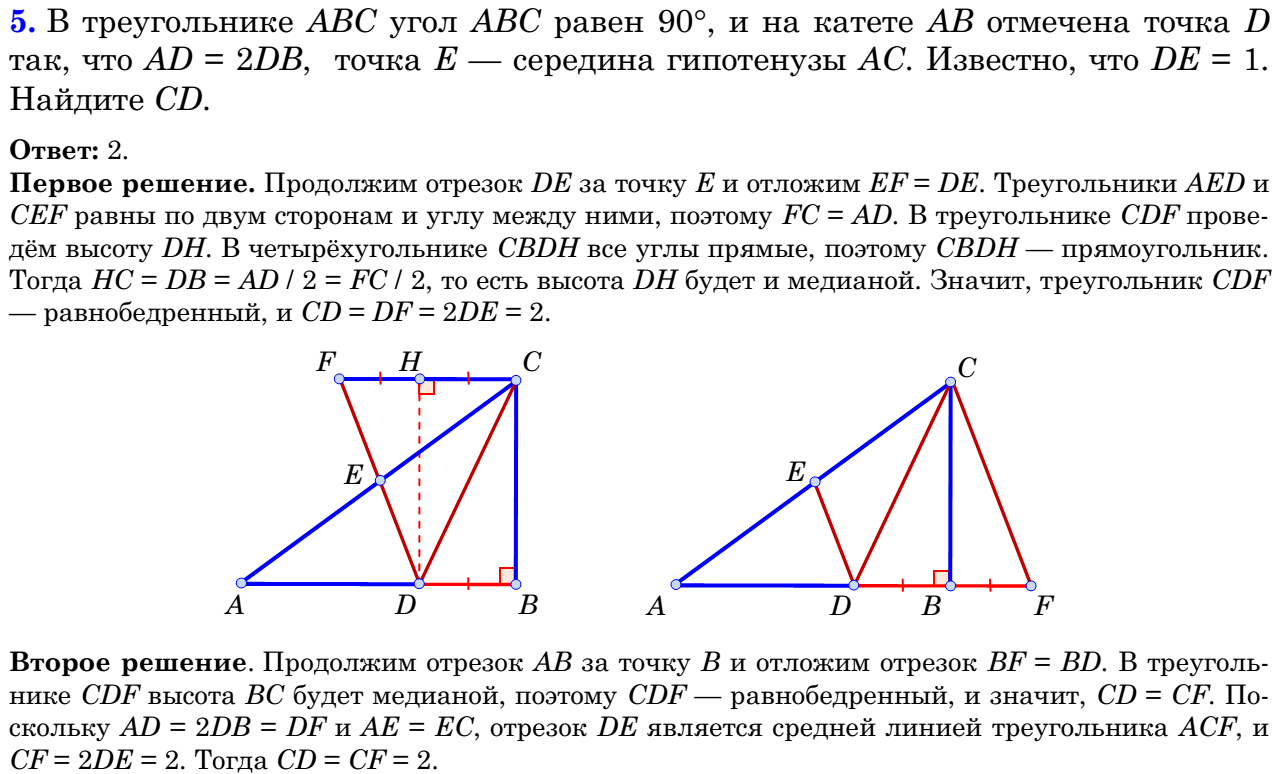 5. В треугольнике ABC угол ABC равен 90°, и на катете AB отмечена точка D
так, что AD = 2DB, точка E — середина гипотенузы AC. Известно, что DE = 1.
Найдите CD.
Ответ: 2.
Первое решение. Продолжим отрезок DE за точку E и отложим EF = DE. Треугольники AED и
CEF равны по двум сторонам и углу между ними, поэтому FC = AD. В треугольнике CDF прове-
дём высоту DH. В четырёхугольнике CBDH все углы прямые, поэтому CBDH — прямоугольник.
Тогда HC = DB = AD / 2 = FC / 2, то есть высота DH будет и медианой. Значит, треугольник CDF
— равнобедренный, и CD = DF = 2DE = 2.
F H C
E
A D B
C
E
A D B F
Второе решение. Продолжим отрезок AB за точку B и отложим отрезок BF = BD. В треуголь-
нике CDF высота BC будет медианой, поэтому CDF — равнобедренный, и значит, CD = CF. По-
скольку AD = 2DB = DF и AE = EC, отрезок DE является средней линией треугольника ACF, и
CF = 2DE = 2. Тогда CD = CF = 2.